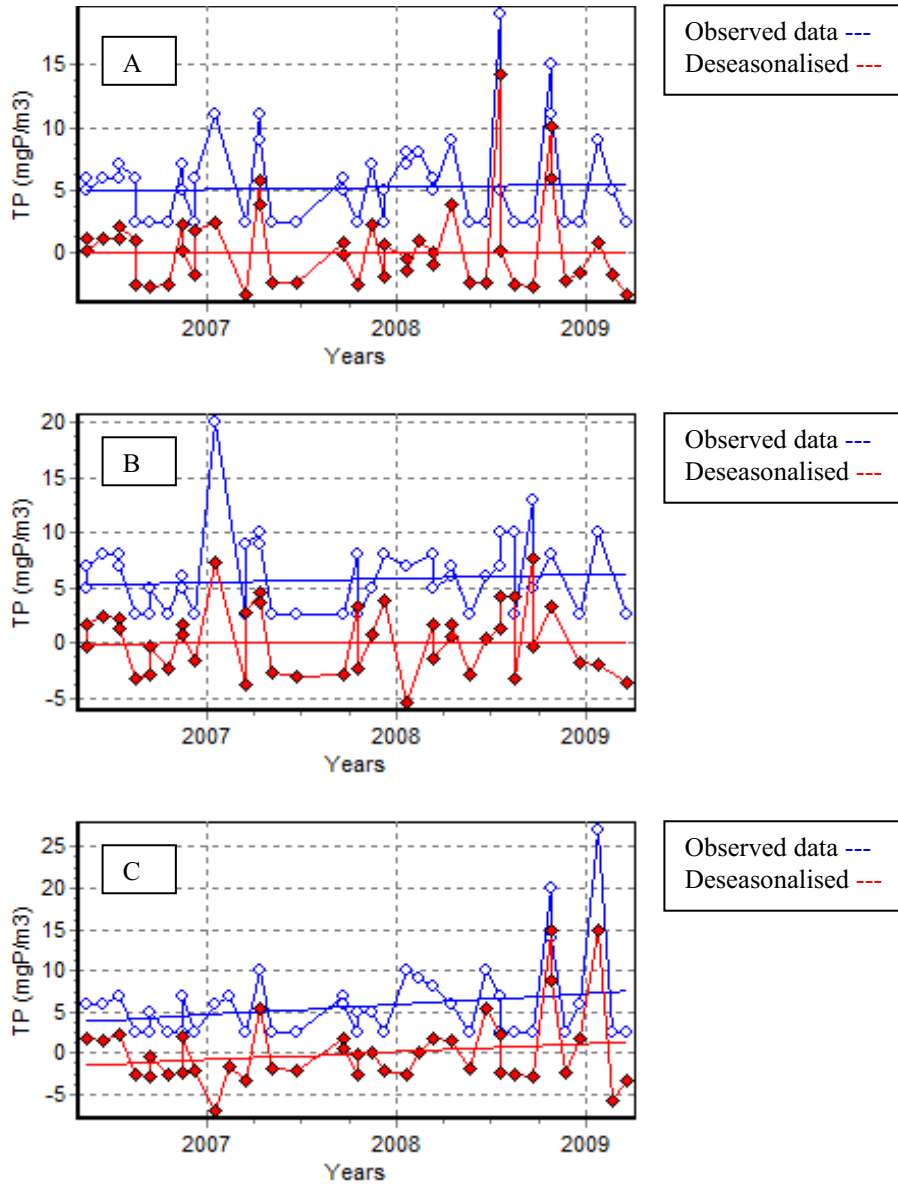 A
Observed data ---
Deseasonalised ---
TP (mgP/m3)
15
10
5
0
2007 2008 2009
Years
B
Observed data ---
Deseasonalised ---
TP (mgP/m3)
20
15
10
5
0
-5
2007 2008 2009
Years
C
Observed data ---
Deseasonalised ---
TP (mgP/m3)
25
20
15
10
5
0
-5
2007 2008 2009
Years